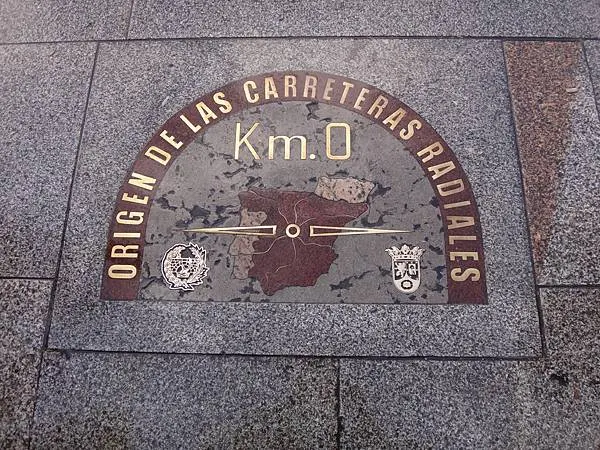 ORIGEN DE LAS CARRETERAS RADIALES
Km.0